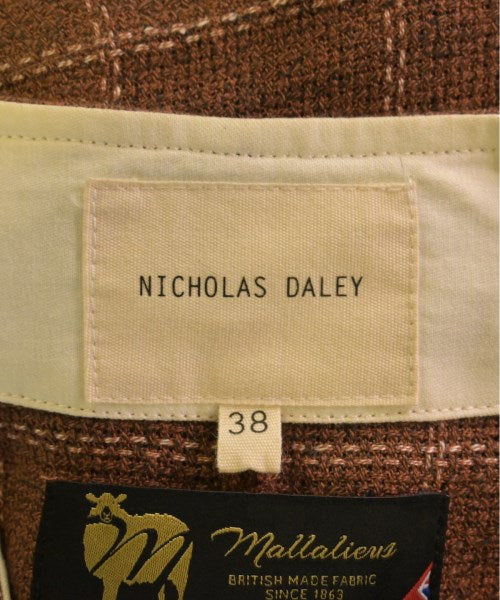 NICHOLAS DALEY
38
M
Mallalieus
BRITISH MADE FABRIC
SINCE 1863